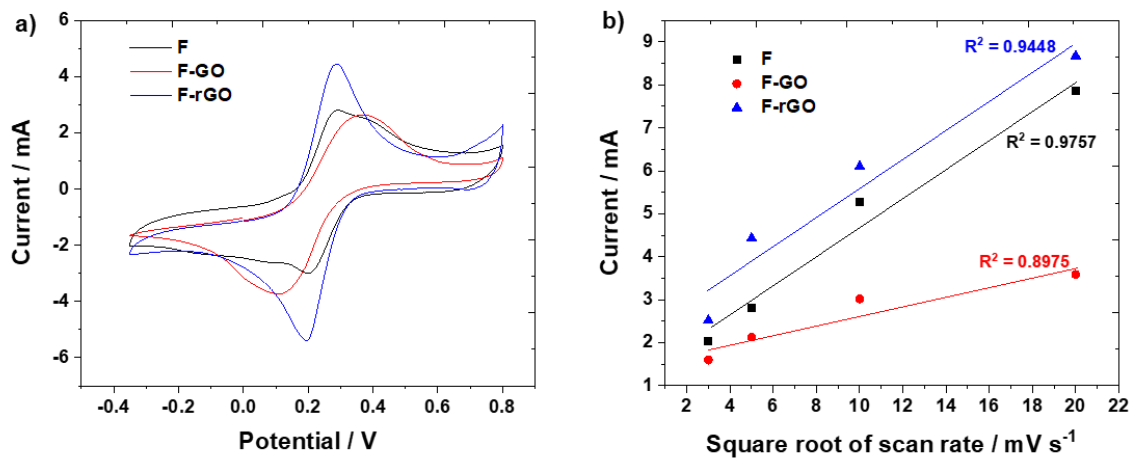 a)
F
F-GO
F-rGO
6
4
2
0
-2
-4
-6
-0.4
-0.2
0.0
0.2
0.4
0.6
0.8
Current / mA
Potential / V
b)
F
F-GO
F-rGO
R² = 0.9448
R² = 0.9757
R² = 0.8975
9
8
7
6
5
4
3
2
1
2
4
6
8
10
12
14
16
18
20
22
Current / mA
Square root of scan rate / mV s⁻¹